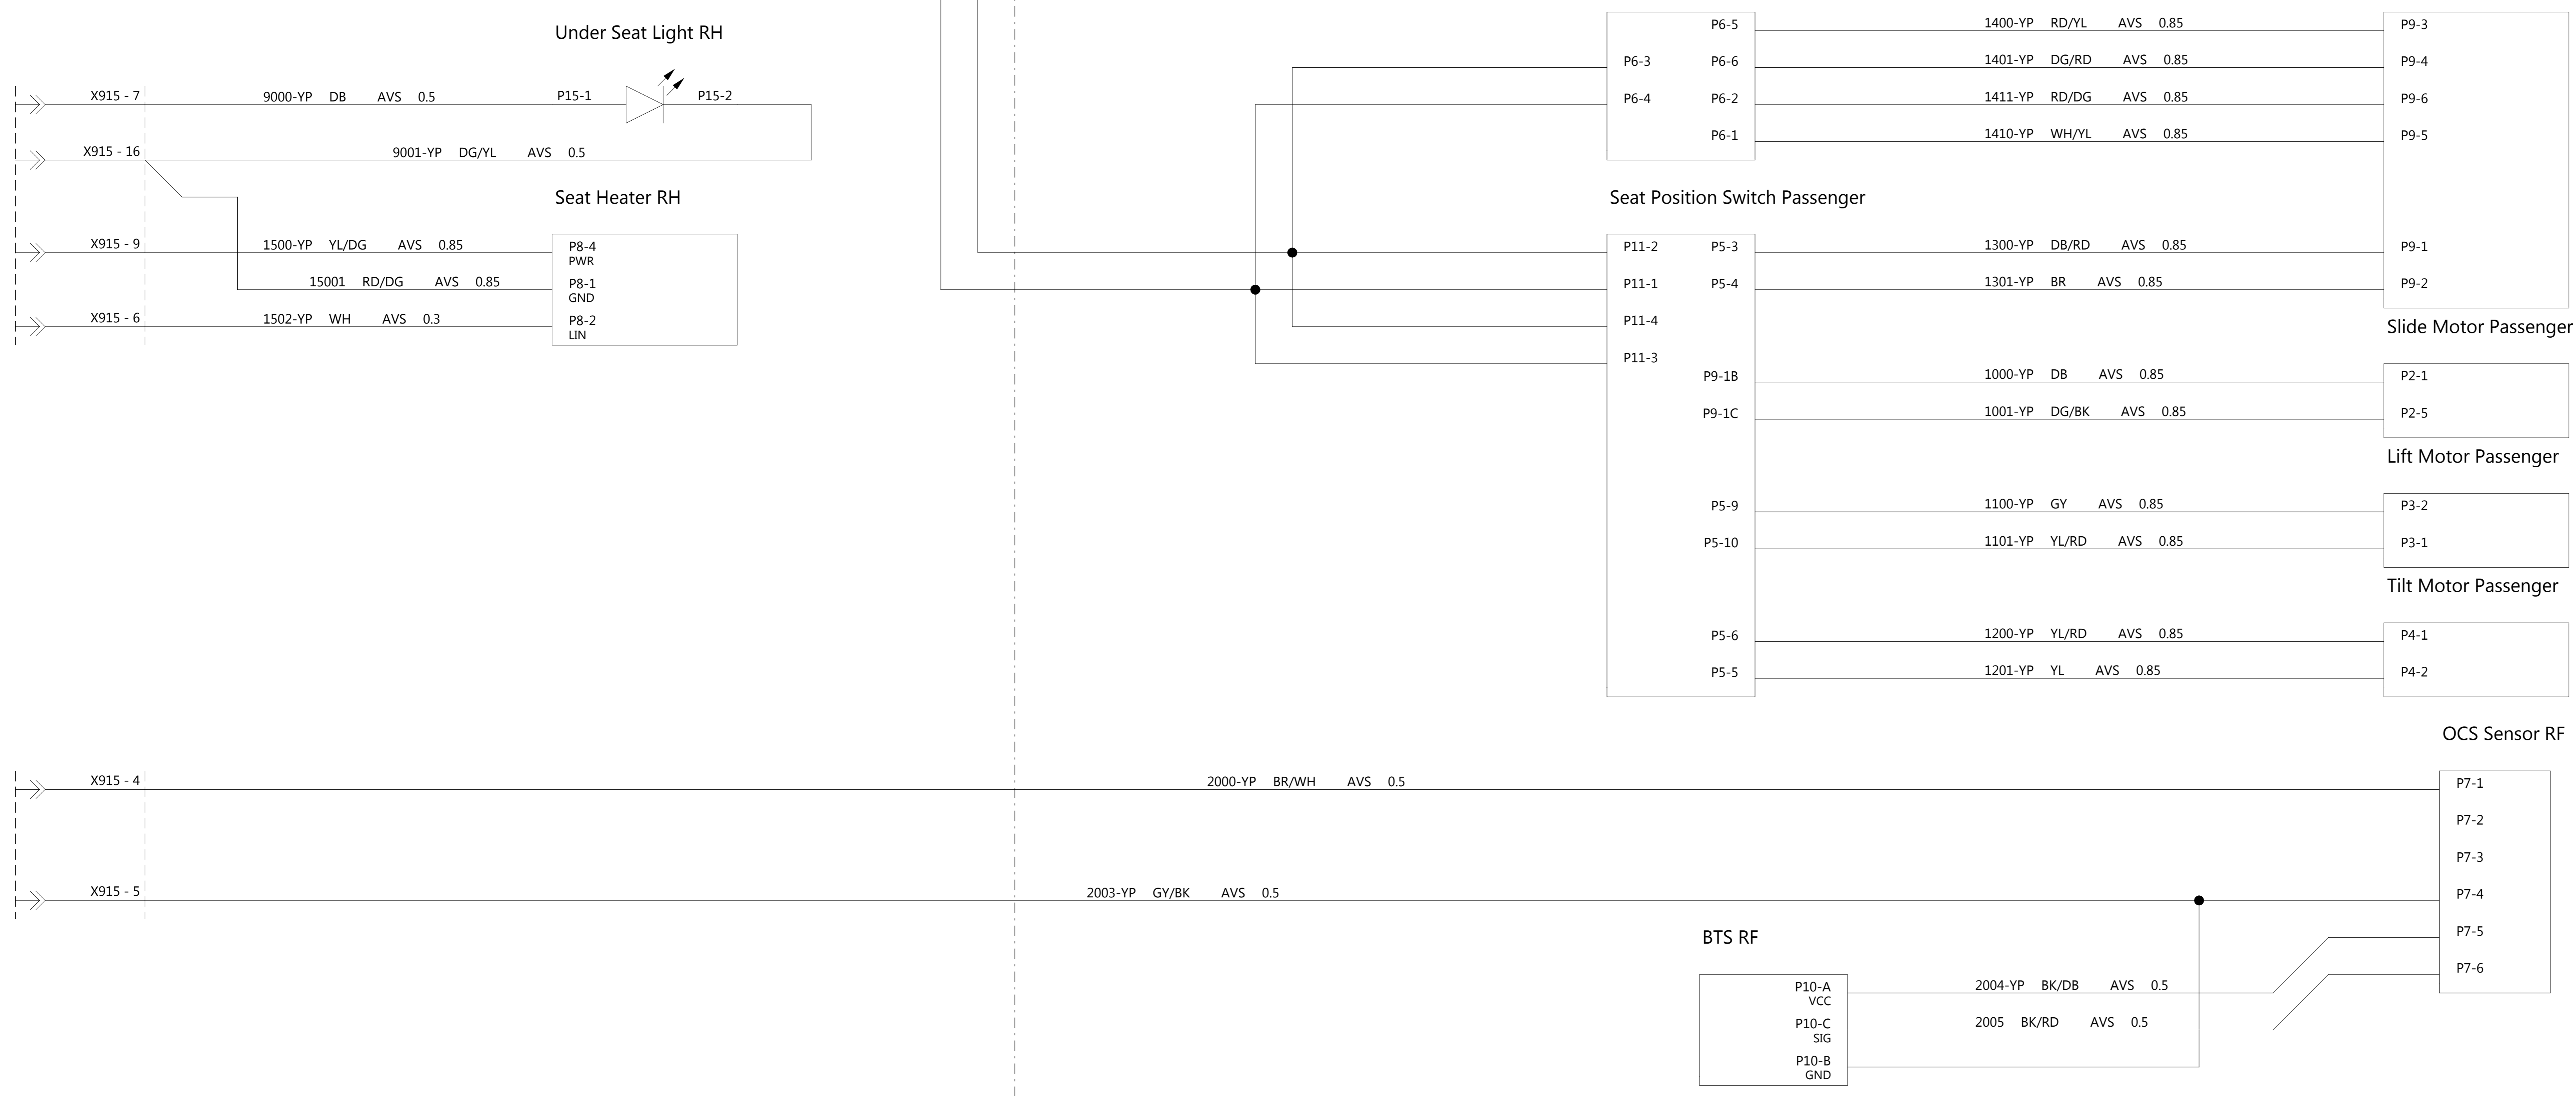 Under Seat Light RH
X915 - 7 9000-YP DB AVS 0.5 P15-1 P15-2
X915 - 16 9001-YP DG/YL AVS 0.5
Seat Heater RH
X915 - 9 1500-YP YL/DG AVS 0.85 P8-4
PWR
15001 RD/DG AVS 0.85 P8-1
GND
X915 - 6 1502-YP WH AVS 0.3 P8-2
LIN
P6-5 1400-YP RD/YL AVS 0.85 P9-3
P6-3 P6-6 1401-YP DG/RD AVS 0.85 P9-4
P6-4 P6-2 1411-YP RD/DG AVS 0.85 P9-6
P6-1 1410-YP WH/YL AVS 0.85 P9-5
Seat Position Switch Passenger
P11-2 P5-3 1300-YP DB/RD AVS 0.85 P9-1
P11-1 P5-4 1301-YP BR AVS 0.85 P9-2
P11-4
Slide Motor Passenger
P11-3
P9-1B 1000-YP DB AVS 0.85 P2-1
P9-1C 1001-YP DG/BK AVS 0.85 P2-5
Lift Motor Passenger
P5-9 1100-YP GY AVS 0.85 P3-2
P5-10 1101-YP YL/RD AVS 0.85 P3-1
Tilt Motor Passenger
P5-6 1200-YP YL/RD AVS 0.85 P4-1
P5-5 1201-YP YL AVS 0.85 P4-2
OCS Sensor RF
X915 - 4 2000-YP BR/WH AVS 0.5 P7-1
P7-2
P7-3
X915 - 5 2003-YP GY/BK AVS 0.5 P7-4
P7-5
P7-6
BTS RF
P10-A 2004-YP BK/DB AVS 0.5
VCC
P10-C 2005 BK/RD AVS 0.5
SIG
P10-B
GND